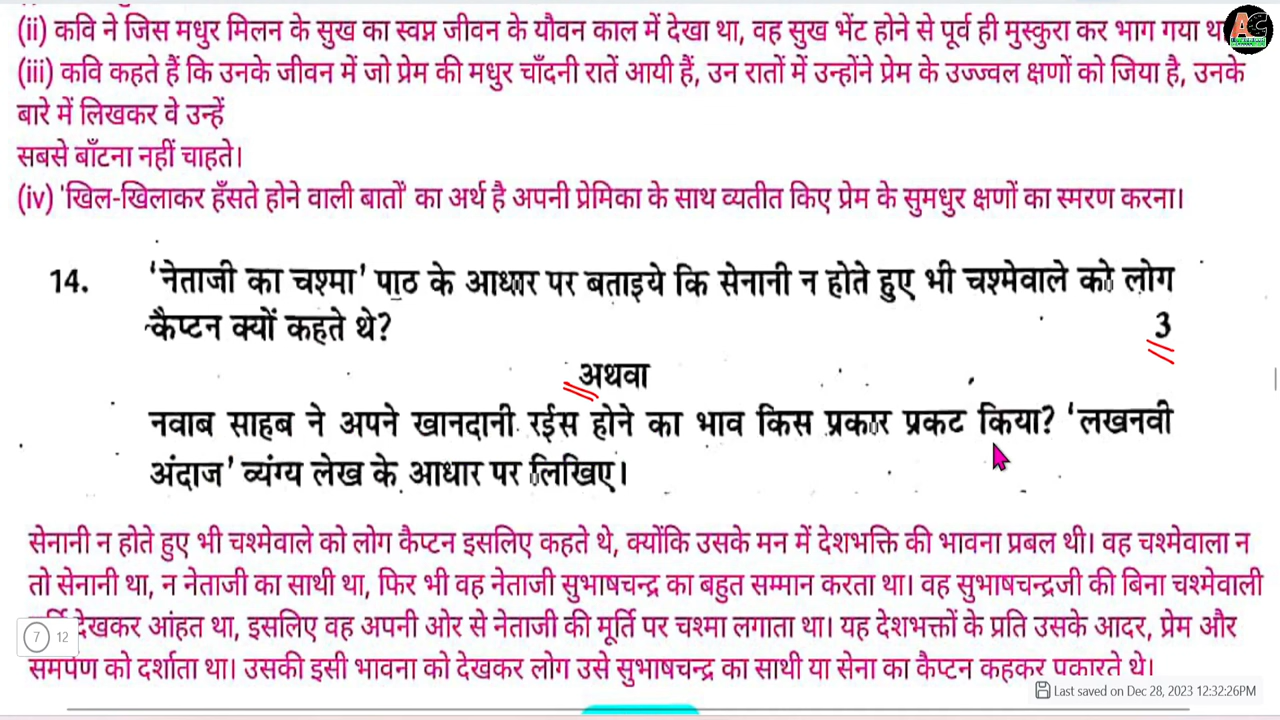 (ii) कवि ने जिस मधुर मिलन के सुख का स्वप्न जीवन के यौवन काल में देखा था, वह सुख भेंट होने से पूर्व ही मुस्कुरा कर भाग गया
(iii) कवि कहते हैं कि उनके जीवन में जो प्रेम की मधुर चाँदनी रातें आयी हैं, उन रातों में उन्होंने प्रेम के उज्ज्वल क्षणों को जिया है, उनके
बारे में लिखकर वे उन्हें
सबसे बाँटना नहीं चाहते।
(iv) 'खिल-खिलाकर हँसते होने वाली बातों' का अर्थ है अपनी प्रेमिका के साथ व्यतीत किए प्रेम के सुमधुर क्षणों का स्मरण करना।
14. 'नेताजी का चश्मा' पाठ के आधार पर बताइये कि सेनानी न होते हुए भी चश्मेवाले को लोग
कैप्टन क्यों कहते थे? 3
अथवा
नवाब साहब ने अपने खानदानी रईस होने का भाव किस प्रकार प्रकट किया? 'लखनवी
अंदाज' व्यंग्य लेख के आधार पर लिखिए।
सेनानी न होते हुए भी चश्मेवाले को लोग कैप्टन इसलिए कहते थे, क्योंकि उसके मन में देशभक्ति की भावना प्रबल थी। वह चश्मेवाला न
तो सेनानी था, न नेताजी का साथी था, फिर भी वह नेताजी सुभाषचन्द्र का बहुत सम्मान करता था। वह सुभाषचन्द्रजी की बिना चश्मेवाली
देखकर आंहत था, इसलिए वह अपनी ओर से नेताजी की मूर्ति पर चश्मा लगाता था। यह देशभक्तों के प्रति उसके आदर, प्रेम और
समर्पण को दर्शाता था। उसकी इसी भावना को देखकर लोग उसे सुभाषचन्द्र का साथी या सेना का कैप्टन कहकर पुकारते थे।
7 12
Last saved on Dec 28, 2023 12:32:26PM